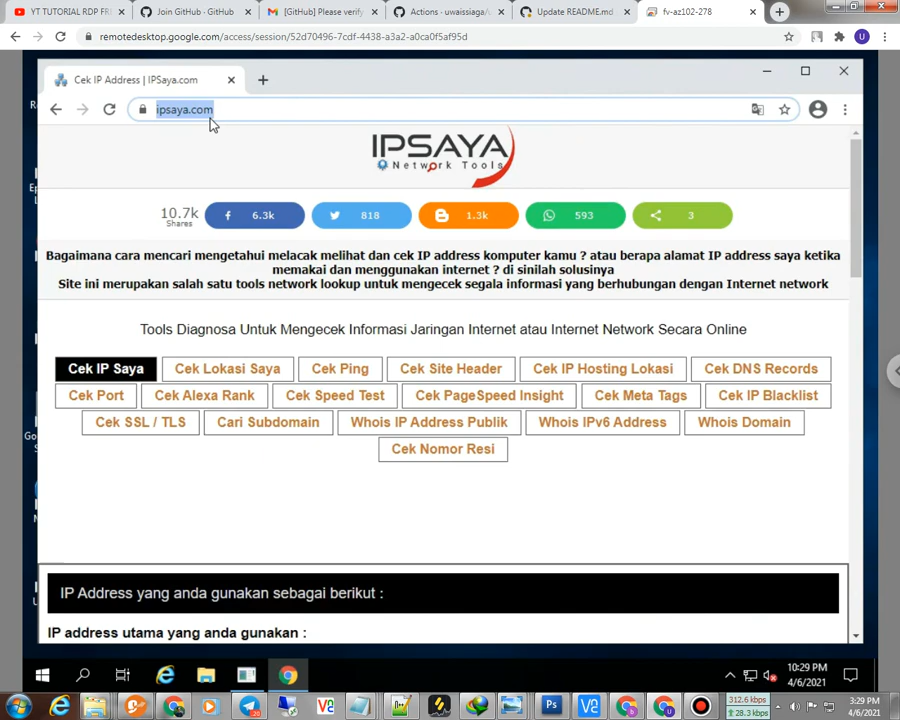 YT TUTORIAL RDP FR
Join GitHub · GitHub
[GitHub] Please verify
Actions · uwaissiaga/
Update README.md
fv-az102-278
remotedesktop.google.com/access/session/52d70496-7cdf-4438-a3a2-a0ca0f5af95d
U
Cek IP Address | IPSaya.com
ipsaya.com
IPSAYA
Network Tools
10.7k
Shares
6.3k
818
1.3k
593
3
Bagaimana cara mencari mengetahui melacak melihat dan cek IP address komputer kamu ? atau berapa alamat IP address saya ketika
memakai dan menggunakan internet ? di sinilah solusinya
Site ini merupakan salah satu tools network lookup untuk mengecek segala informasi yang berhubungan dengan Internet network
Tools Diagnosa Untuk Mengecek Informasi Jaringan Internet atau Internet Network Secara Online
Cek IP Saya
Cek Lokasi Saya
Cek Ping
Cek Site Header
Cek IP Hosting Lokasi
Cek DNS Records
Cek Port
Cek Alexa Rank
Cek Speed Test
Cek PageSpeed Insight
Cek Meta Tags
Cek IP Blacklist
Cek SSL / TLS
Cari Subdomain
Whois IP Address Publik
Whois IPv6 Address
Whois Domain
Cek Nomor Resi
IP Address yang anda gunakan sebagai berikut :
IP address utama yang anda gunakan :
10:29 PM
4/6/2021
Ps
312.6 kbps
28.3 kbps
3:29 PM
4/6/2021